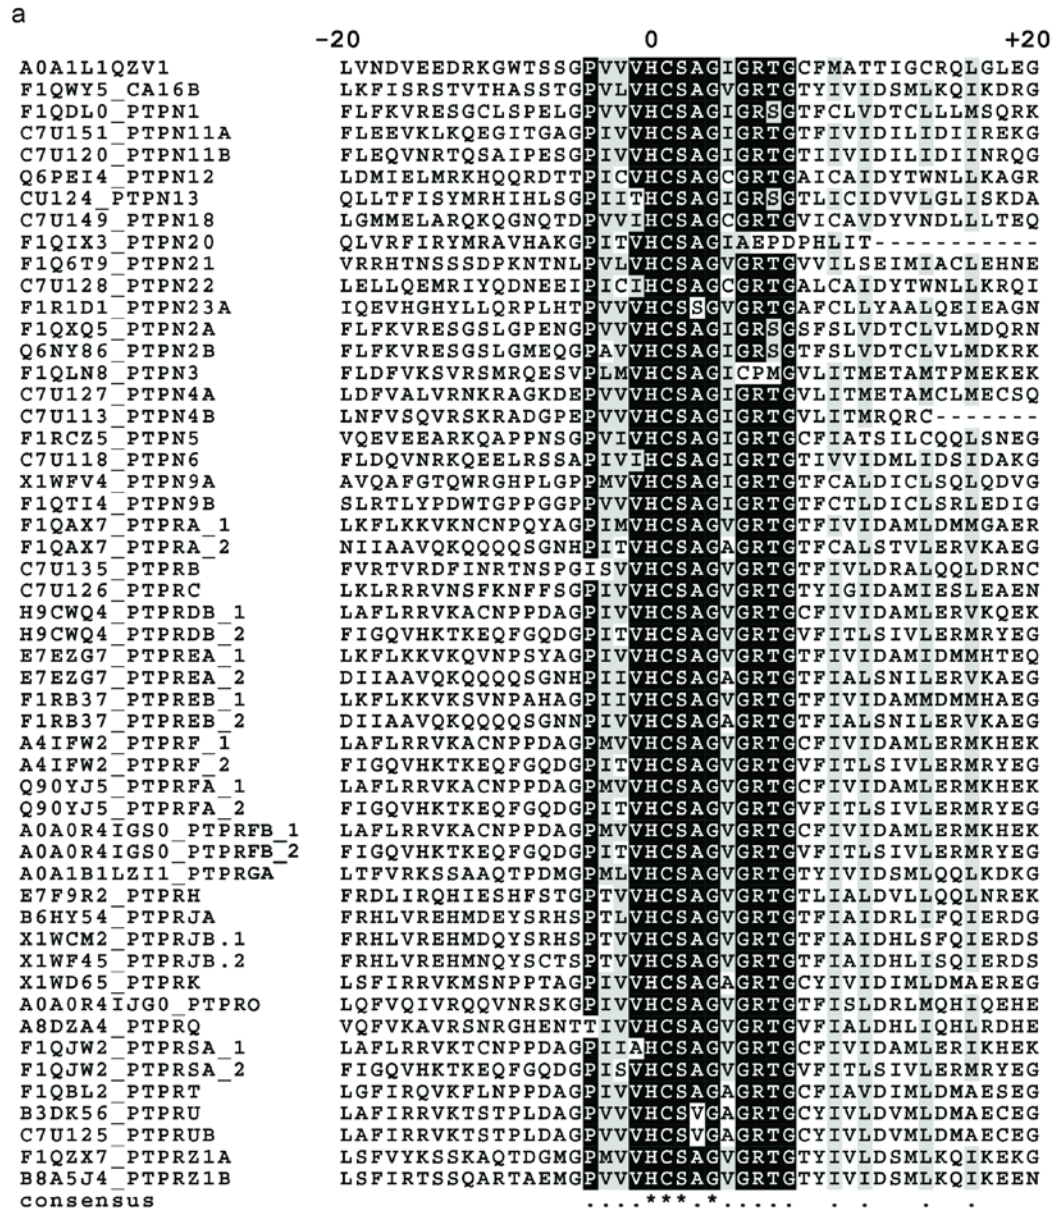 a
-20 0 +20
A0A1L1QZV1 LVNDVEEDRKGWTSSGPVVVHCSAGIGRTGCFMATTIGCRQLGLEG
F1QWY5_CA16B LKFISRSTVTHASSTGPVLVHCSAGVGRTGTYIVIDSMLKQIKDRG
F1QDL0_PTPN1 FLFKVRESGCLSPELGPVVVHCSAGIGRSGTFCLVDTCLLLMSQRK
C7U151_PTPN11A FLEEVKLKQEGITGAGPIVVHCSAGIGRTGTFIVIDILIDIIREKG
C7U120_PTPN11B FLEQVNRTQSAIPESGPIVVHCSAGIGRTGTIIVIDILIDIINRQG
Q6PEI4_PTPN12 LDMIELMRKHQQRDTTPICVHCSAGCGRTGAICAIDYTWNLLKAGR
CU124_PTPN13 QLLTFISYMRHIHLSGPIITHCSAGIGRSGTLICIDVVLGLISKDA
C7U149_PTPN18 LGMMELARQKQGNQTDPVVIHCSAGCGRTGVICAVDYVNDLLLTEQ
F1QIX3_PTPN20 QLVRFIRYMRAVHAKGPITVHCSAGIAEPDPHLIT-----------
F1Q6T9_PTPN21 VRRHTNSSSDPKNTNLPVLVHCSAGVGRTGVVILSEIMIACLEHNE
C7U128_PTPN22 LELLQEMRIYQDNEEIPICIHCSAGCGRTGALCAIDYTWNLLKRQI
F1R1D1_PTPN23A IQEVHGHYLLQRPLHTPVVVHCSSGVGRTGAFCLLYAALQEIEAGN
F1QXQ5_PTPN2A FLFKVRESGSLGPENGPVVVHCSAGIGRSGSFSLVDTCLVLMDQRN
Q6NY86_PTPN2B FLFKVRESGSLGMEQGPAVVHCSAGIGRSGTFSLVDTCLVLMDKRK
F1QLN8_PTPN3 FLDFVKSVRSMRQESVPLMVHCSAGICPMGVLITMETAMTPMEKEK
C7U127_PTPN4A LDFVALVRNKRAGKDEPVVVHCSAGIGRTGVLITMETAMCLMECSQ
C7U113_PTPN4B LNFVSQVRSKRADGPEPVVVHCSAGIGRTGVLITMRQRC-------
F1RCZ5_PTPN5 VQEVEEARKQAPPNSGPVIVHCSAGIGRTGCFIATSILCQQLSNEG
C7U118_PTPN6 FLDQVNRKQEELRSSAPIVIHCSAGIGRTGTIVVIDMLIDSIDAKG
X1WFV4_PTPN9A AVQAFGTQWRGHPLGPPMVVHCSAGIGRTGTFCALDICLSQLQDVG
F1QTI4_PTPN9B SLRTLYPDWTGPPGGPPVVVHCSAGIGRTGTFCTLDICLSRLEDIG
F1QAX7_PTPRA_1 LKFLKKVKNCNPQYAGPIMVHCSAGVGRTGTFIVIDAMLDMMGAER
F1QAX7_PTPRA_2 NIIAAVQKQQQQSGNHPITVHCSAGAGRTGTFCALSTVLERVKAEG
C7U135_PTPRB FVRTVRDFINRTNSPGISVVHCSAGVGRTGTFIVLDRALQQLDRNC
C7U126_PTPRC LKLRRRVNSFKNFFSGPIVVHCSAGVGRTGTYIGIDAMIESLEAEN
H9CWQ4_PTPRDB_1 LAFLRRVKACNPPDAGPIVVHCSAGVGRTGCFIVIDAMLERVKQEK
H9CWQ4_PTPRDB_2 FIGQVHKTKEQFGQDGPITVHCSAGVGRTGVFITLSIVLERMRYEG
E7EZG7_PTPREA_1 LKFLKKVKQVNPSYAGPIVVHCSAGVGRTGTFIVIDAMIDMMHTEQ
E7EZG7_PTPREA_2 DIIAAVQKQQQQSGNHPIIVHCSAGAGRTGTFIALSNILERVKAEG
F1RB37_PTPREB_1 LKFLKKVKSVNPAHAGPIIVHCSAGVGRTGTFIVIDAMMDMMHAEG
F1RB37_PTPREB_2 DIIAAVQKQQQQSGNNPIVVHCSAGAGRTGTFIALSNILERVKAEG
A4IFW2_PTPRF_1 LAFLRRVKACNPPDAGPMVVHCSAGVGRTGCFIVIDAMLERMKHEK
A4IFW2_PTPRF_2 FIGQVHKTKEQFGQDGPITVHCSAGVGRTGVFITLSIVLERMRYEG
Q90YJ5_PTPRFA_1 LAFLRRVKACNPPDAGPMVVHCSAGVGRTGCFIVIDAMLERMKHEK
Q90YJ5_PTPRFA_2 FIGQVHKTKEQFGQDGPITVHCSAGVGRTGVFITLSIVLERMRYEG
A0A0R4IGS0_PTPRFB_1 LAFLRRVKACNPPDAGPMVVHCSAGVGRTGCFIVIDAMLERMKHEK
A0A0R4IGS0_PTPRFB_2 FIGQVHKTKEQFGQDGPITVHCSAGVGRTGVFITLSIVLERMRYEG
A0A1B1LZI1_PTPRGA LTFVRKSSAAQTPDMGPMLVHCSAGVGRTGTYIVIDSMLQQLKDKG
E7F9R2_PTPRH FRDLIRQHIESHFSTGPTVVHCSAGVGRTGTLIALDVLLQQLNREK
B6HY54_PTPRJA FRHLVREHMDEYSRHSPTLVHCSAGVGRTGTFIAIDRLIFQIERDG
X1WCM2_PTPRJB.1 FRHLVREHMDQYSRHSPTVVHCSAGVGRTGTFIAIDHLSFQIERDS
X1WF45_PTPRJB.2 FRHLVREHMNQYSCTSPTVVHCSAGVGRTGTFIAIDHLISQIERDS
X1WD65_PTPRK LSFIRRVKMSNPPTAGPIVVHCSAGAGRTGCYIVIDIMLDMAEREG
A0A0R4IJG0_PTPRO LQFVQIVRQQVNRSKGPIVVHCSAGVGRTGTFISLDRLMQHIQEHE
A8DZA4_PTPRQ VQFVKAVRSNRGHENTTIVVHCSAGVGRTGVFIALDHLIQHLRDHE
F1QJW2_PTPRSA_1 LAFLRRVKTCNPPDAGPIIAHCSAGVGRTGCFIVIDAMLERIKHEK
F1QJW2_PTPRSA_2 FIGQVHKTKEQFGQDGPISVHCSAGVGRTGVFITLSIVLERMRYEG
F1QBL2_PTPRT LGFIRQVKFLNPPDAGPVVVHCSAGAGRTGCFIAVDIMLDMAESEG
B3DK56_PTPRU LAFIRRVKTSTPLDAGPVVVHCSVGAGRTGCYIVLDVMLDMAECEG
C7U125_PTPRUB LAFIRRVKTSTPLDAGPVVVHCSVGAGRTGCYIVLDVMLDMAECEG
F1QZX7_PTPRZ1A LSFVYKSSKAQTDGMGPMVVHCSAGVGRTGTYIVLDSMLKQIKEKG
B8A5J4_PTPRZ1B LSFIRTSSQARTAEMGPVVVHCSAGVGRTGTYIVIDSMLKQIKEEN
consensus ....***.*..... . . . .